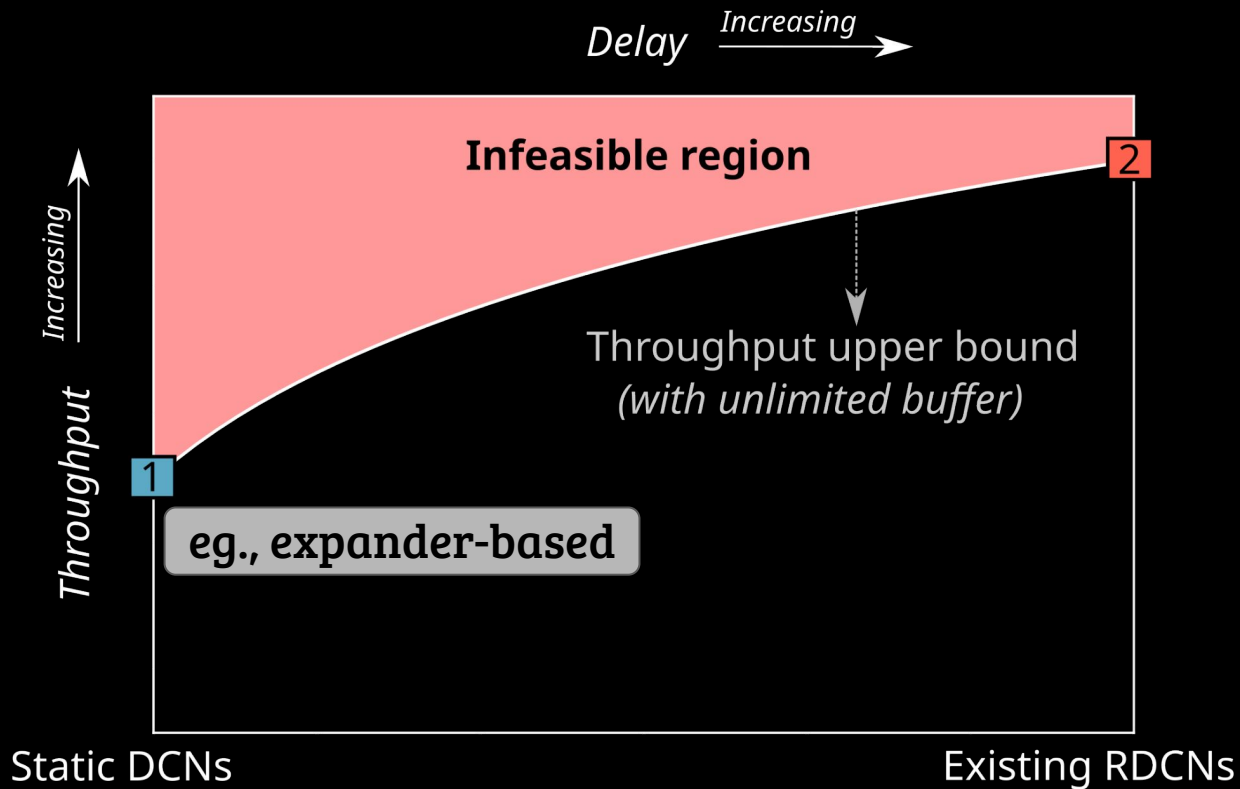 Delay
Increasing
Infeasible region
2
Increasing
Throughput upper bound
(with unlimited buffer)
Throughput
1
eg., expander-based
Static DCNs
Existing RDCNs